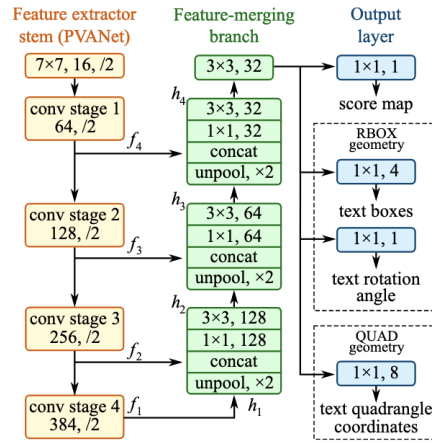 Feature extractor
stem (PVANet)
7×7, 16, /2
conv stage 1
64, /2
f4
conv stage 2
128, /2
f3
conv stage 3
256, /2
f2
conv stage 4
384, /2
f1
Feature-merging
branch
3×3, 32
h4
3×3, 32
1×1, 32
concat
unpool, ×2
h3
3×3, 64
1×1, 64
concat
unpool, ×2
h2
3×3, 128
1×1, 128
concat
unpool, ×2
h1
Output
layer
1×1, 1
score map
RBOX
geometry
1×1, 4
text boxes
1×1, 1
text rotation
angle
QUAD
geometry
1×1, 8
text quadrangle
coordinates